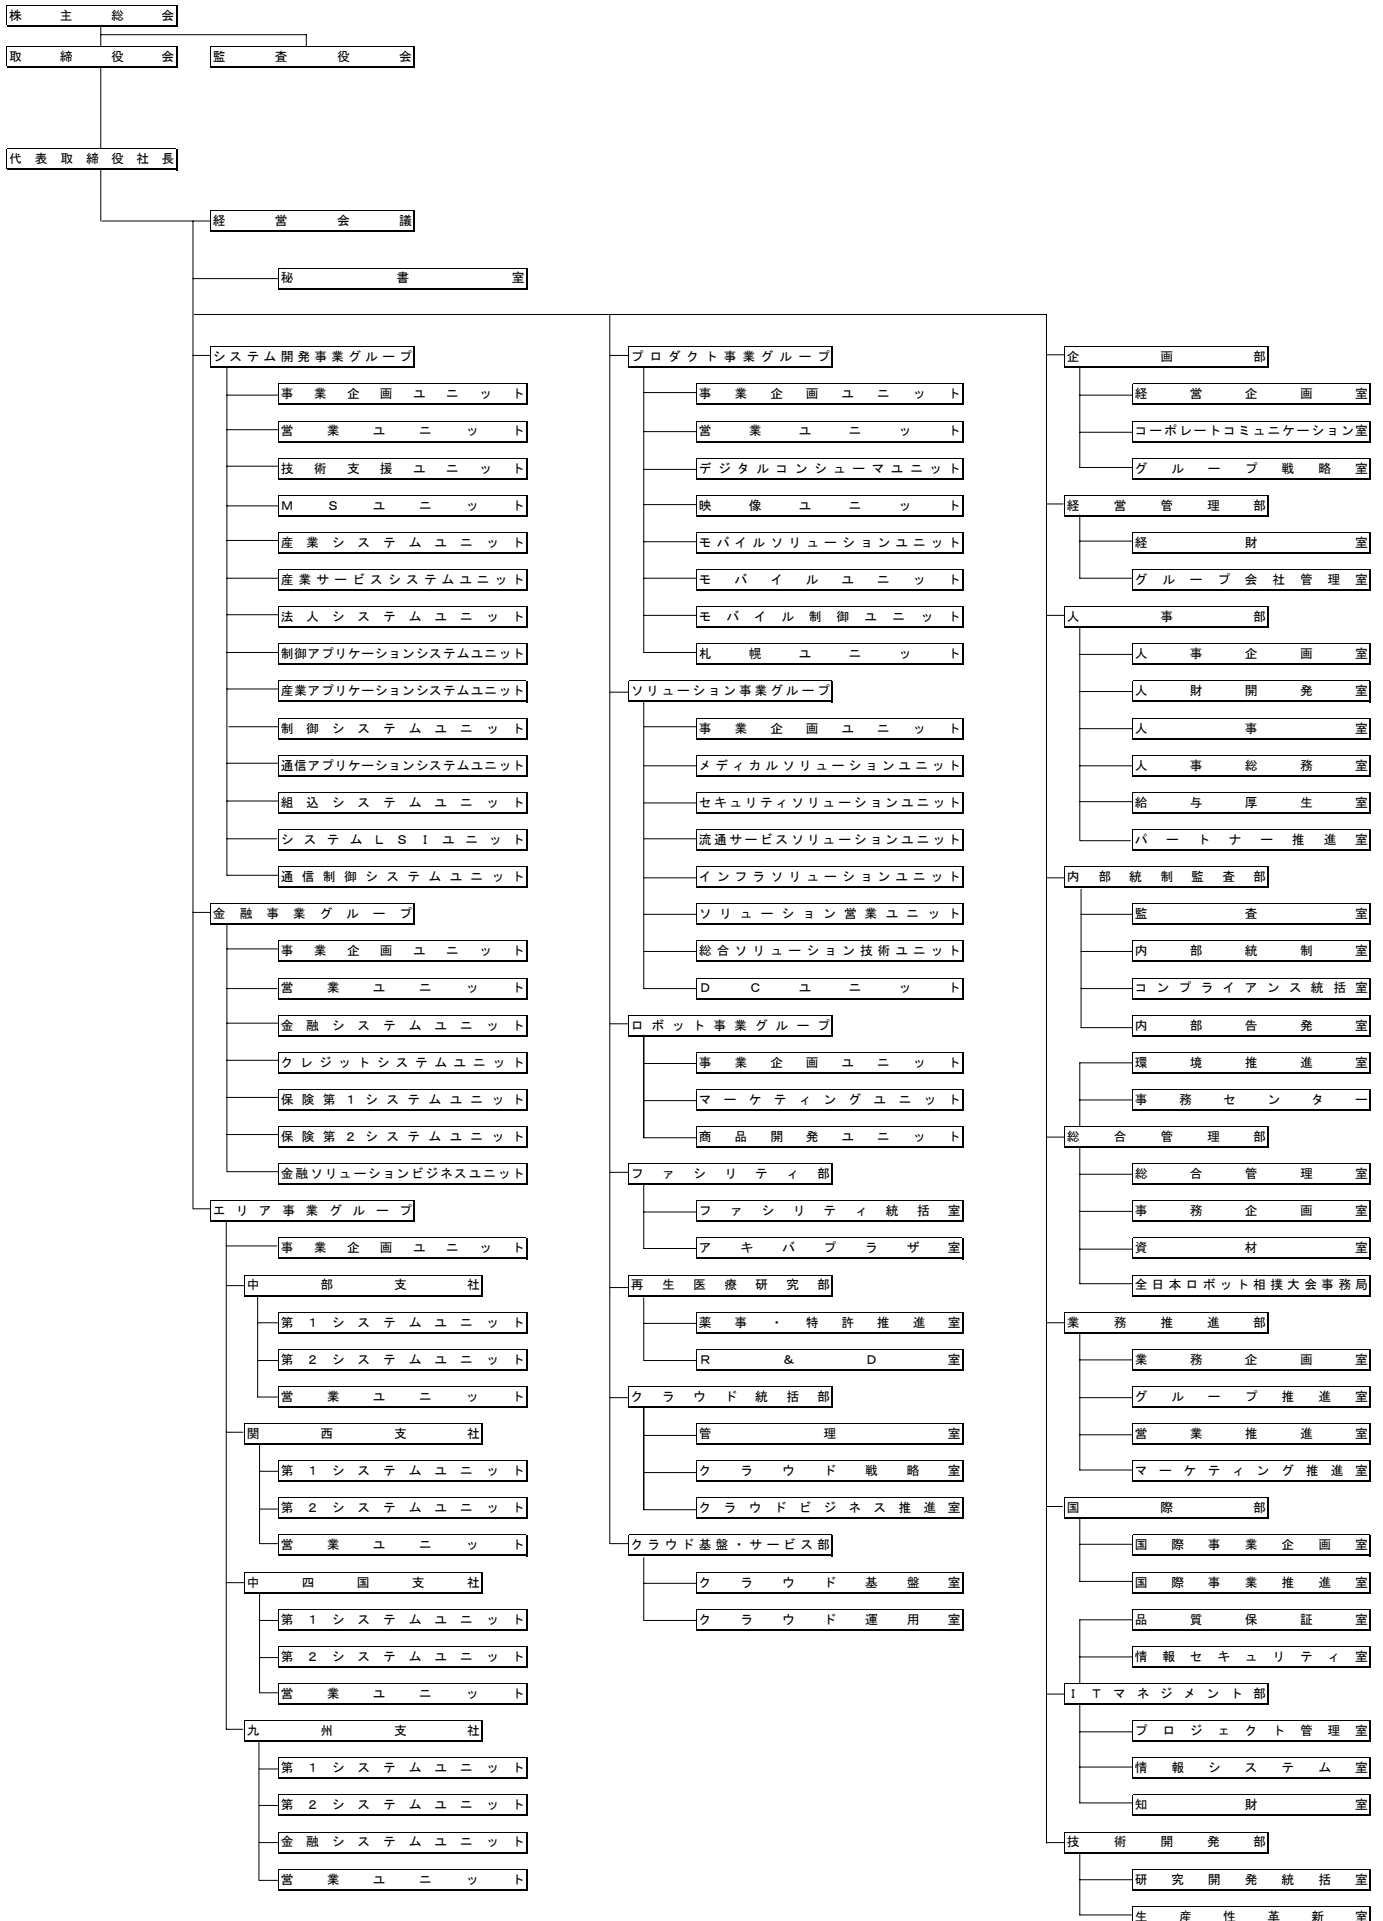 株主総会
取締役会
監査役会
代表取締役社長
経営会議
秘書室
システム開発事業グループ
事業企画ユニット
営業ユニット
技術支援ユニット
MSユニット
産業システムユニット
産業サービスシステムユニット
法人システムユニット
制御アプリケーションシステムユニット
産業アプリケーションシステムユニット
制御システムユニット
通信アプリケーションシステムユニット
組込システムユニット
システムLSIユニット
通信制御システムユニット
金融事業グループ
事業企画ユニット
営業ユニット
金融システムユニット
クレジットシステムユニット
保険第1システムユニット
保険第2システムユニット
金融ソリューションビジネスユニット
エリア事業グループ
事業企画ユニット
中部支社
第1システムユニット
第2システムユニット
営業ユニット
関西支社
第1システムユニット
第2システムユニット
営業ユニット
中四国支社
第1システムユニット
第2システムユニット
営業ユニット
九州支社
第1システムユニット
第2システムユニット
金融システムユニット
営業ユニット
プロダクト事業グループ
事業企画ユニット
営業ユニット
デジタルコンシューマユニット
映像ユニット
モバイルソリューションユニット
モバイルユニット
モバイル制御ユニット
札幌ユニット
ソリューション事業グループ
事業企画ユニット
メディカルソリューションユニット
セキュリティソリューションユニット
流通サービスソリューションユニット
インフラソリューションユニット
ソリューション営業ユニット
総合ソリューション技術ユニット
DCユニット
ロボット事業グループ
事業企画ユニット
マーケティングユニット
商品開発ユニット
ファシリティ部
ファシリティ統括室
アキバプラザ室
再生医療研究部
薬事・特許推進室
R&D室
クラウド統括部
管理室
クラウド戦略室
クラウドビジネス推進室
クラウド基盤・サービス部
クラウド基盤室
クラウド運用室
企画部
経営企画室
コーポレートコミュニケーション室
グループ戦略室
経営管理部
経財室
グループ会社管理室
人事部
人事企画室
人財開発室
人事室
人事総務室
給与厚生室
パートナー推進室
内部統制監査部
監査室
内部統制室
コンプライアンス統括室
内部告発室
環境推進室
事務センター
総合管理部
総合管理室
事務企画室
資材室
全日本ロボット相撲大会事務局
業務推進部
業務企画室
グループ推進室
営業推進室
マーケティング推進室
国際部
国際事業企画室
国際事業推進室
品質保証室
情報セキュリティ室
ITマネジメント部
プロジェクト管理室
情報システム室
知財室
技術開発部
研究開発統括室
生産性革新室